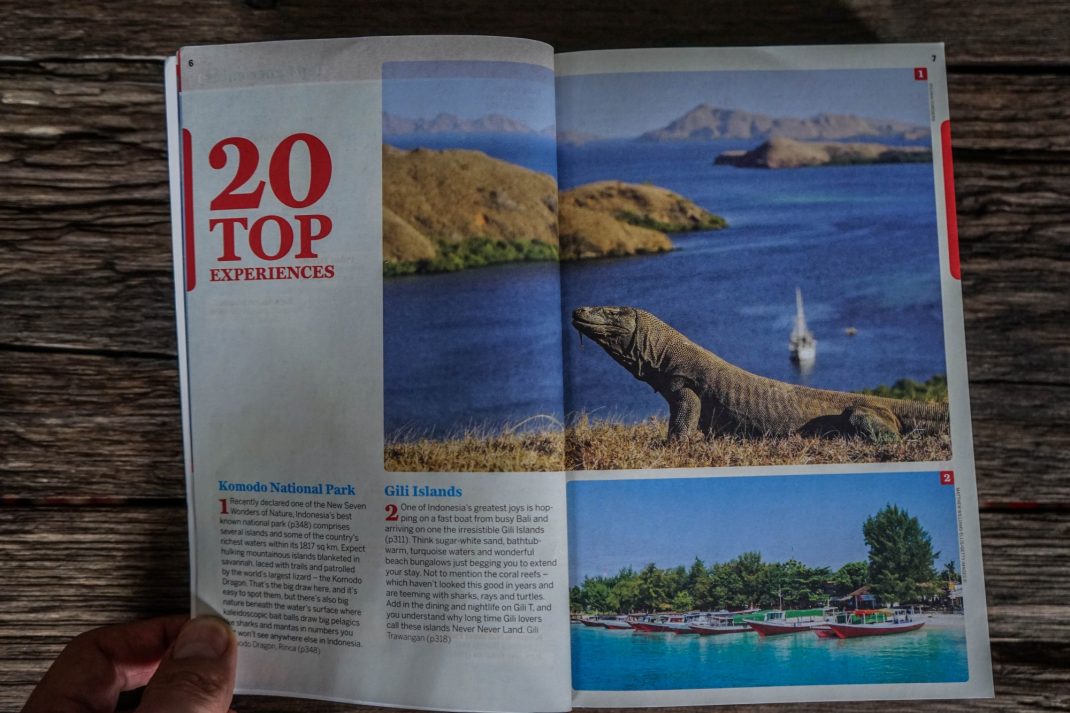 6
20
TOP
EXPERIENCES
Komodo National Park
1 Recently declared one of the New Seven
Wonders of Nature, Indonesia's best
known national park (p348) comprises
several islands and some of the country's
richest waters within its 1817 sq km. Expect
hulking mountainous islands blanketed in
savannah, laced with trails and patrolled
by the world's largest lizard – the Komodo
Dragon. That's the big draw here, and it's
easy to spot them, but there's also big
nature beneath the water's surface where
kaleidoscopic bait balls draw big pelagics
sharks and mantas in numbers you
won't see anywhere else in Indonesia.
Dragon, Rinca (p348)
Gili Islands
2 One of Indonesia's greatest joys is hop-
ping on a fast boat from busy Bali and
arriving on one the irresistible Gili Islands
(p311). Think sugar-white sand, bathtub-
warm, turquoise waters and wonderful
beach bungalows just begging you to extend
your stay. Not to mention the coral reefs –
which haven't looked this good in years and
are teeming with sharks, rays and turtles.
Add in the dining and nightlife on Gili T, and
you understand why long time Gili lovers
call these islands Never Never Land. Gili
Trawangan (p318)
7
1
2